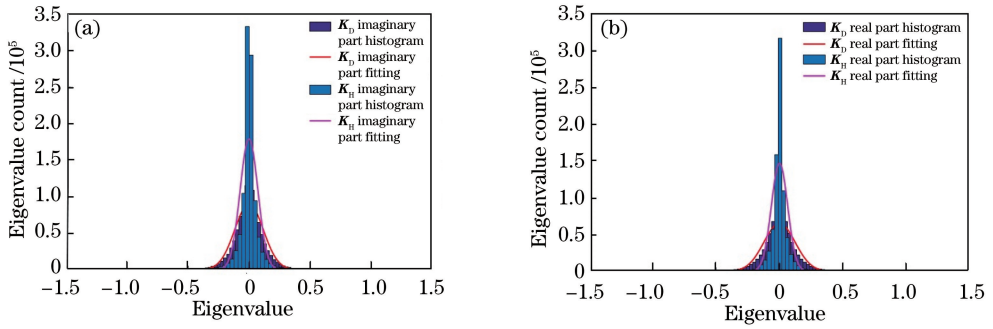 (a)
Eigenvalue count /10⁵
3.5
3.0
2.5
2.0
1.5
1.0
0.5
0
K_D imaginary
part histogram
K_D imaginary
part fitting
K_H imaginary
part histogram
K_H imaginary
part fitting
−1.5 −1.0 −0.5 0 0.5 1.0 1.5
Eigenvalue
(b)
Eigenvalue count /10⁵
3.5
3.0
2.5
2.0
1.5
1.0
0.5
0
K_D real part histogram
K_D real part fitting
K_H real part histogram
K_H real part fitting
−1.5 −1.0 −0.5 0 0.5 1.0 1.5
Eigenvalue